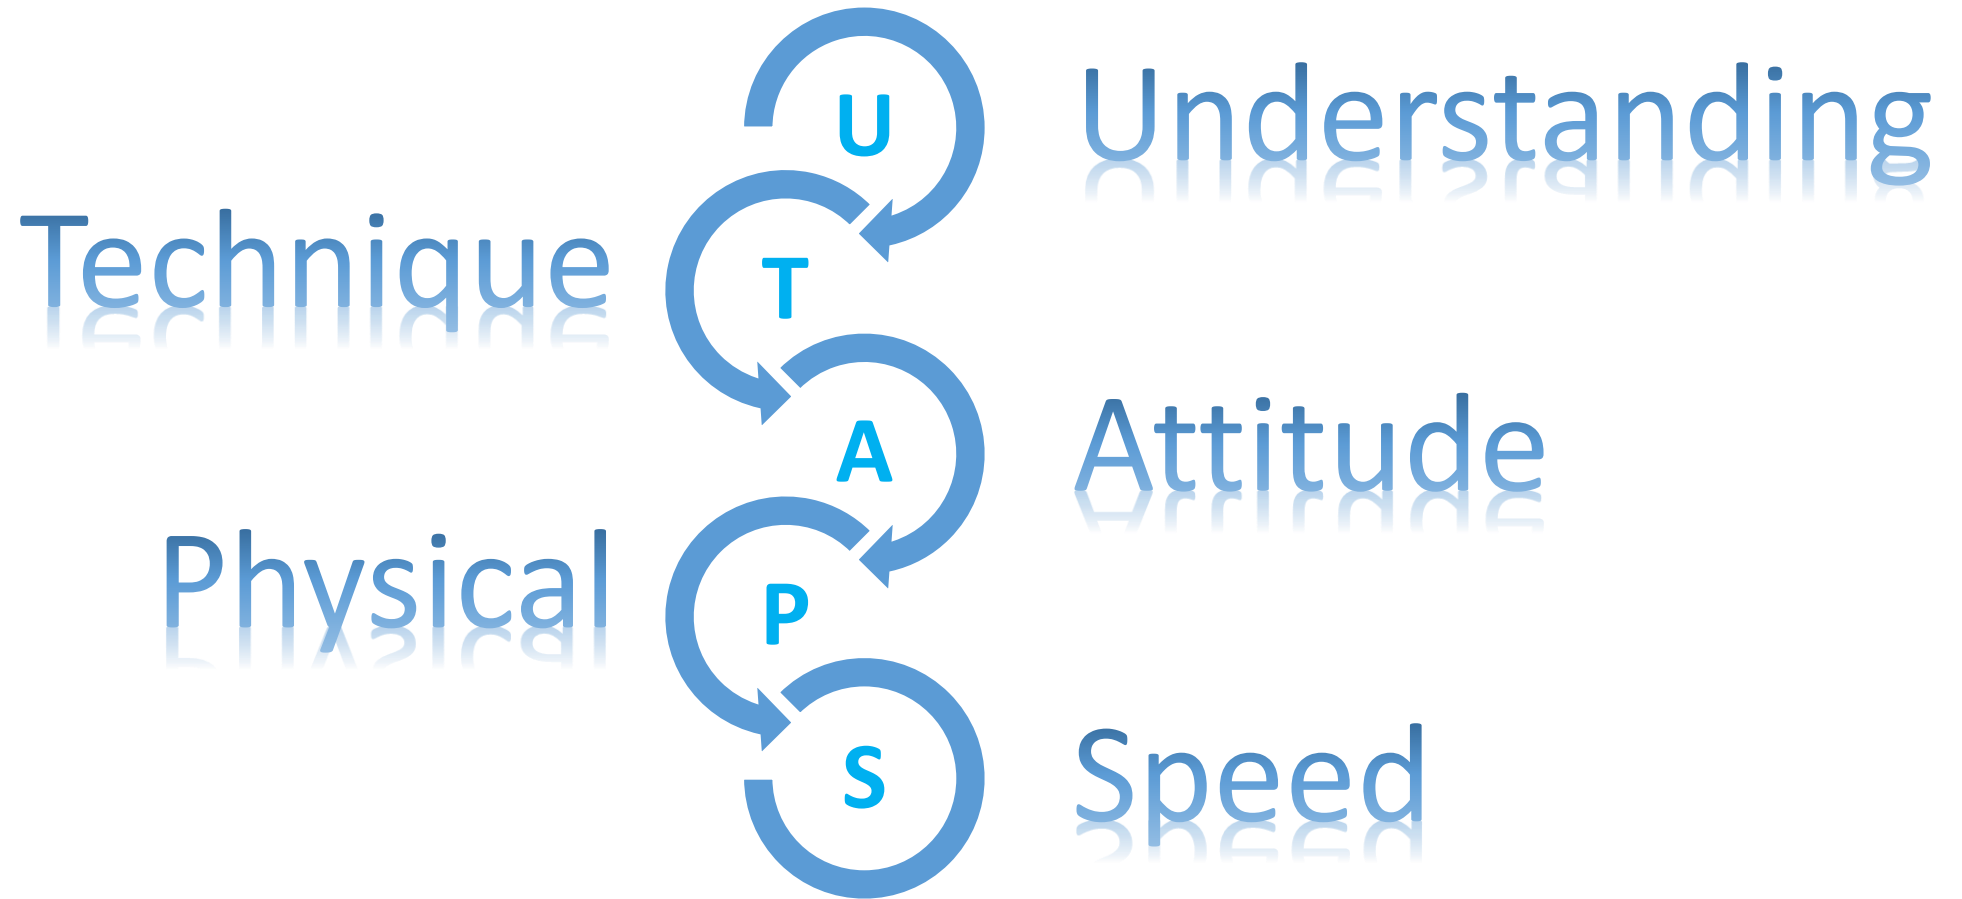 U
Understanding
Technique
T
A
Attitude
Physical
P
S
Speed